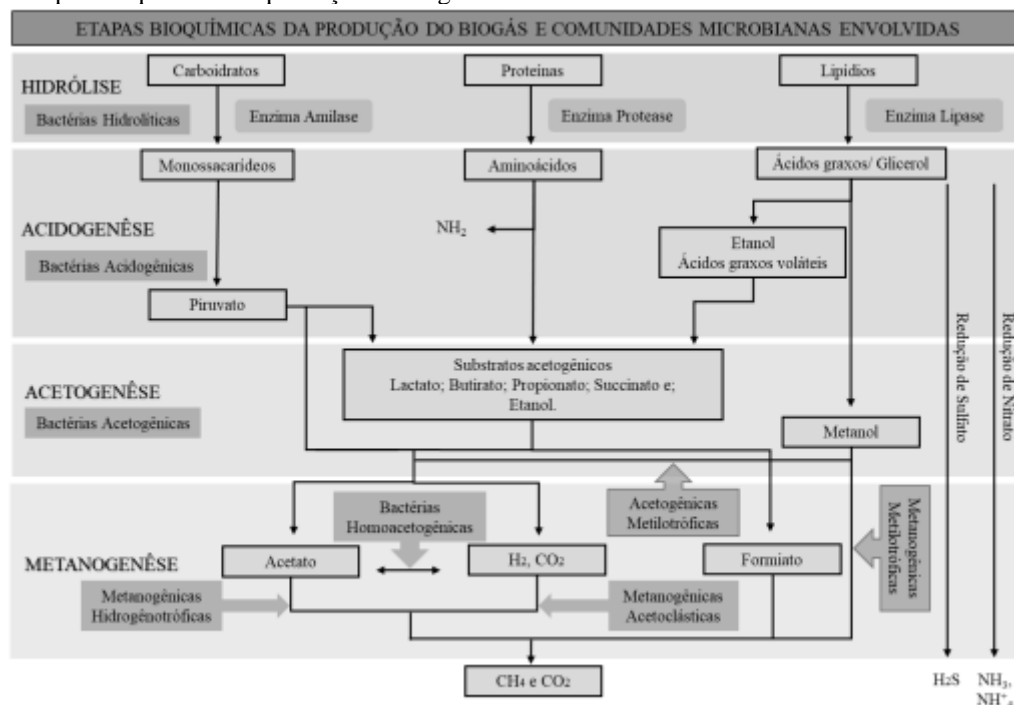 ETAPAS BIOQUÍMICAS DA PRODUÇÃO DO BIOGÁS E COMUNIDADES MICROBIANAS ENVOLVIDAS
Carboidratos
Proteínas
Lipídios
HIDRÓLISE
Bactérias Hidrolíticas
Enzima Amilase
Enzima Protease
Enzima Lipase
Monossacarídeos
Aminoácidos
Ácidos graxos/ Glicerol
ACIDOGENÊSE
NH2
Etanol
Ácidos graxos voláteis
Bactérias Acidogênicas
Piruvato
Redução de Sulfato
Redução de Nitrato
Substratos acetogênicos
Lactato; Butirato; Propionato; Succinato e;
Etanol.
ACETOGENÊSE
Bactérias Acetogênicas
Metanol
Bactérias
Homoacetogênicas
Acetogênicas
Metilotróficas
Metanogênicas
Metilotróficas
METANOGENÊSE
Acetato
H2, CO2
Formiato
Metanogênicas
Hidrogênotróficas
Metanogênicas
Acetoclásticas
CH4 e CO2
H2S
NH3,
NH+4